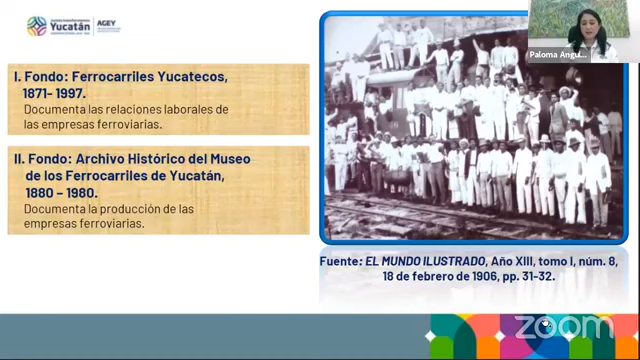 Yucatán
AGEY
Paloma Angu...
I. Fondo: Ferrocarriles Yucatecos,
1871- 1997.
Documenta las relaciones laborales de
las empresas ferroviarias.
II. Fondo: Archivo Histórico del Museo
de los Ferrocarriles de Yucatán,
1880 – 1980.
Documenta la producción de las
empresas ferroviarias.
Fuente: EL MUNDO ILUSTRADO, Año XIII, tomo I, núm. 8,
18 de febrero de 1906, pp. 31-32.
zoom